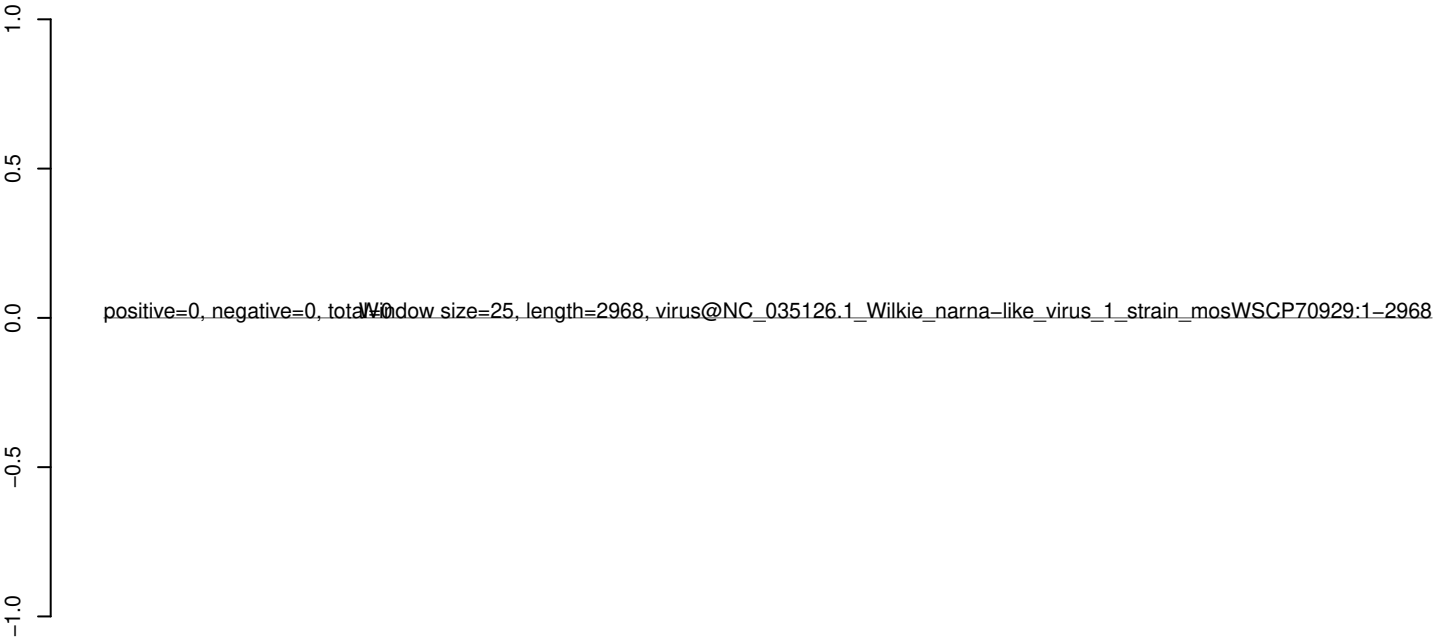 1.0
0.5
0.0
−0.5
−1.0
positive=0, negative=0, total=0
Window size=25, length=2968, virus@NC_035126.1_Wilkie_narna−like_virus_1_strain_mosWSCP70929:1−2968